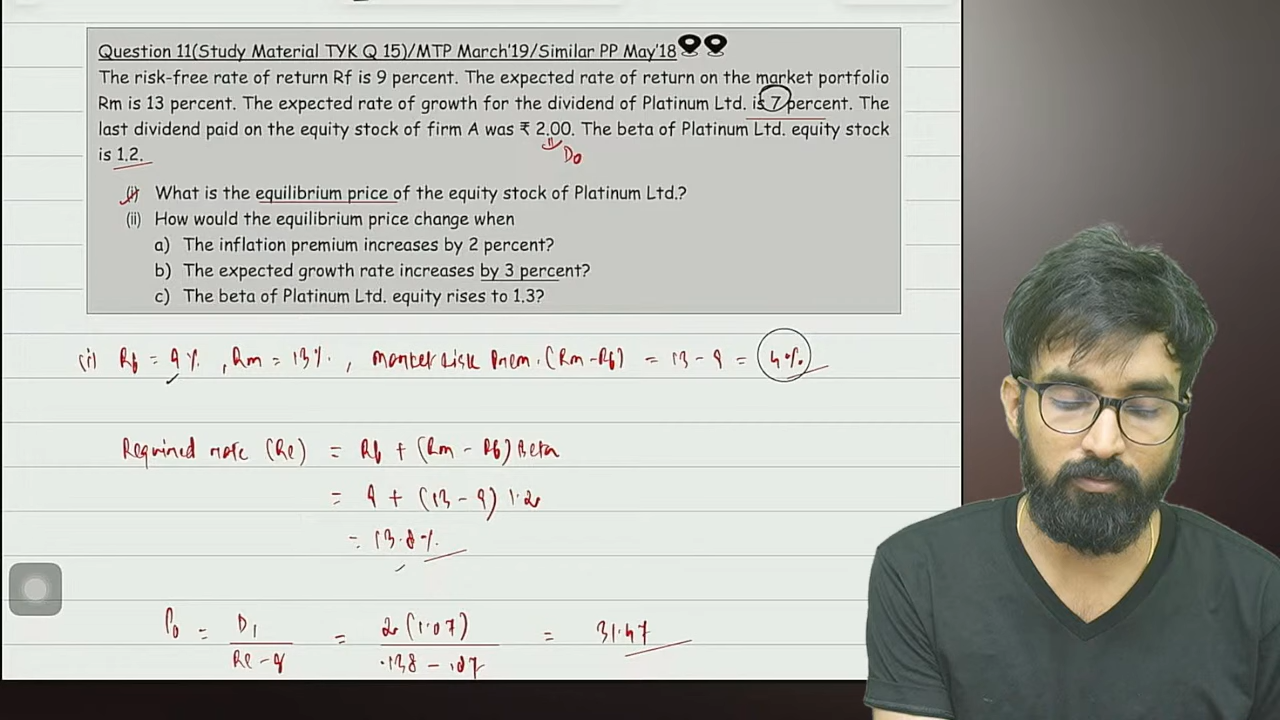 Question 11(Study Material TYK Q 15)/MTP March'19/Similar PP May'18
The risk-free rate of return Rf is 9 percent. The expected rate of return on the market portfolio
Rm is 13 percent. The expected rate of growth for the dividend of Platinum Ltd. is 7 percent. The
last dividend paid on the equity stock of firm A was ₹ 2.00. The beta of Platinum Ltd. equity stock
is 1.2.
D0
(i) What is the equilibrium price of the equity stock of Platinum Ltd.?
(ii) How would the equilibrium price change when
a) The inflation premium increases by 2 percent?
b) The expected growth rate increases by 3 percent?
c) The beta of Platinum Ltd. equity rises to 1.3?
(i) Rf = 9%, Rm = 13%, Market Risk Prem. (Rm - Rf) = 13 - 9 = 4%
Required rate (Re) = Rf + (Rm - Rf) Beta
= 9 + (13 - 9) 1.2
= 13.8%
P0 = D1 = 2(1.07) = 31.47
Re - g .138 - .07